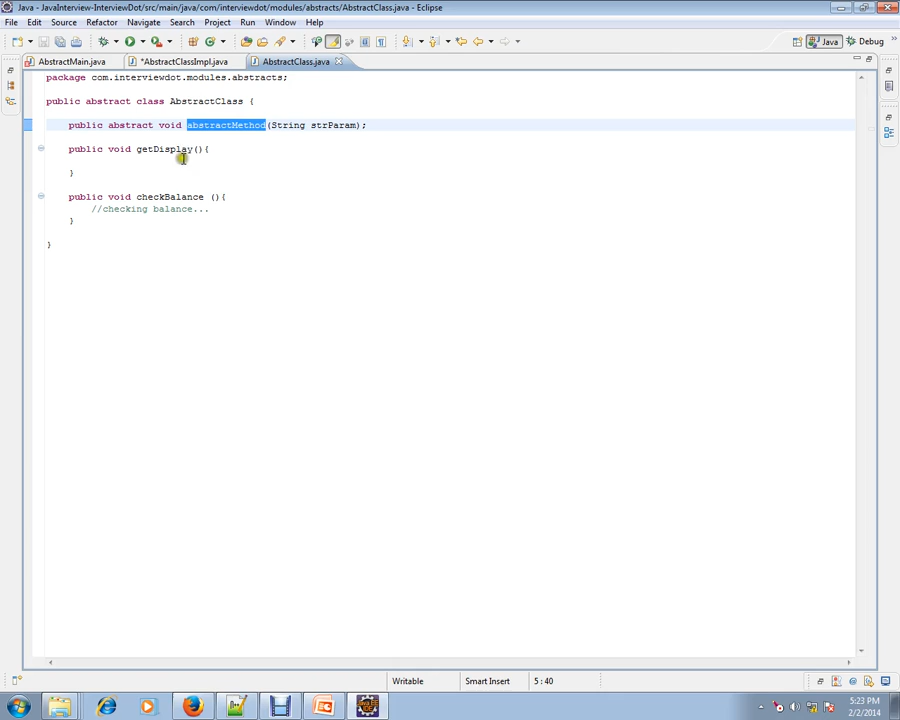 Java - JavaInterview-InterviewDot/src/main/java/com/interviewdot/modules/abstracts/AbstractClass.java - Eclipse
File Edit Source Refactor Navigate Search Project Run Window Help
Java Debug »
AbstractMain.java *AbstractClassImpl.java AbstractClass.java
package com.interviewdot.modules.abstracts;
public abstract class AbstractClass {
public abstract void abstractMethod(String strParam);
public void getDisplay(){
}
public void checkBalance (){
//checking balance...
}
}
Writable Smart Insert 5 : 40
5:23 PM
2/2/2014